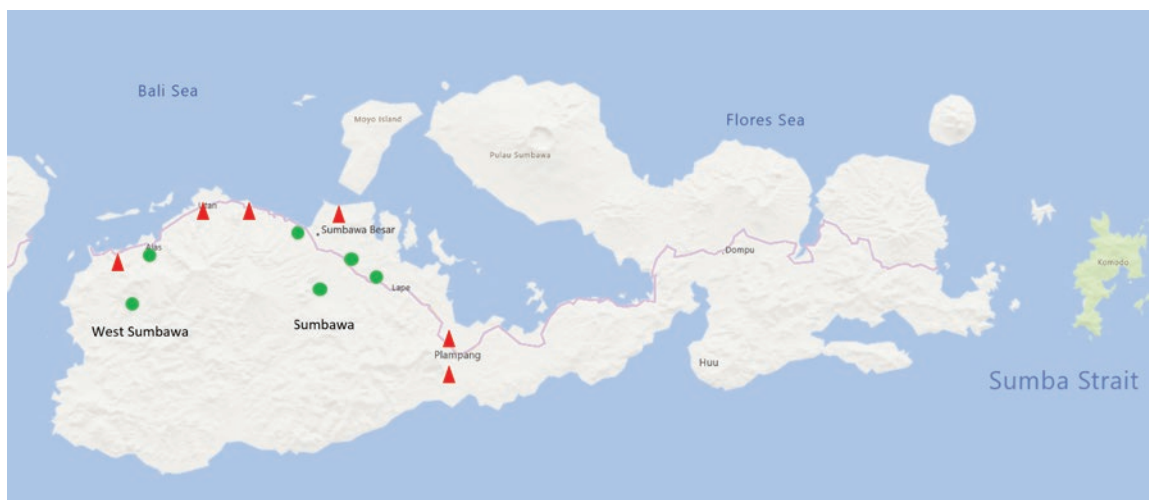 Bali Sea
Moyo Island
Flores Sea
Pulau Sumbawa
Utan
Sumbawa Besar
Alas
Dompu
Komodo
Lape
West Sumbawa
Sumbawa
Plampang
Huu
Sumba Strait